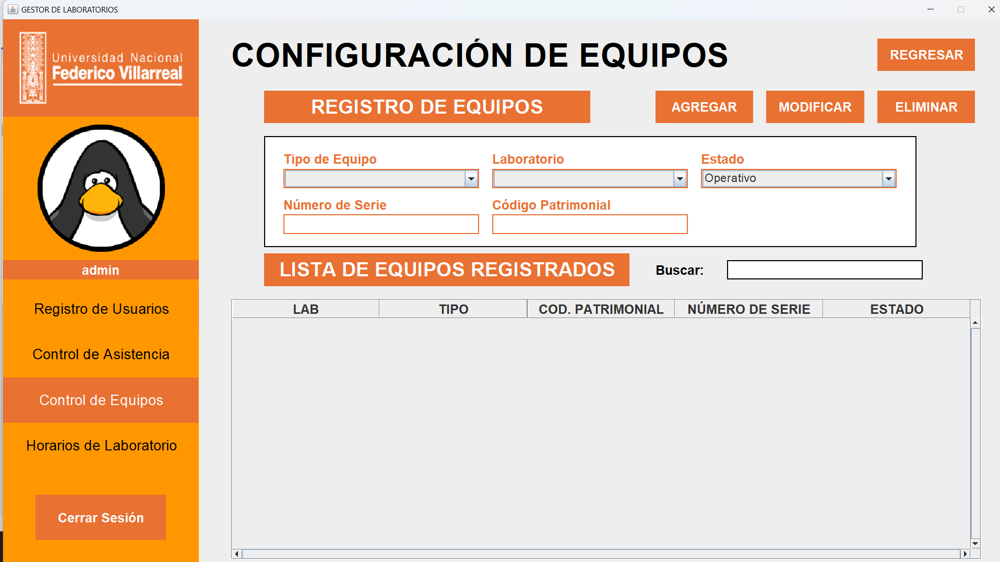 GESTOR DE LABORATORIOS
Universidad Nacional
Federico Villarreal
admin
Registro de Usuarios
Control de Asistencia
Control de Equipos
Horarios de Laboratorio
Cerrar Sesión
CONFIGURACIÓN DE EQUIPOS
REGRESAR
REGISTRO DE EQUIPOS
AGREGAR
MODIFICAR
ELIMINAR
Tipo de Equipo
Laboratorio
Estado
Operativo
Número de Serie
Código Patrimonial
LISTA DE EQUIPOS REGISTRADOS
Buscar:
LAB
TIPO
COD. PATRIMONIAL
NÚMERO DE SERIE
ESTADO